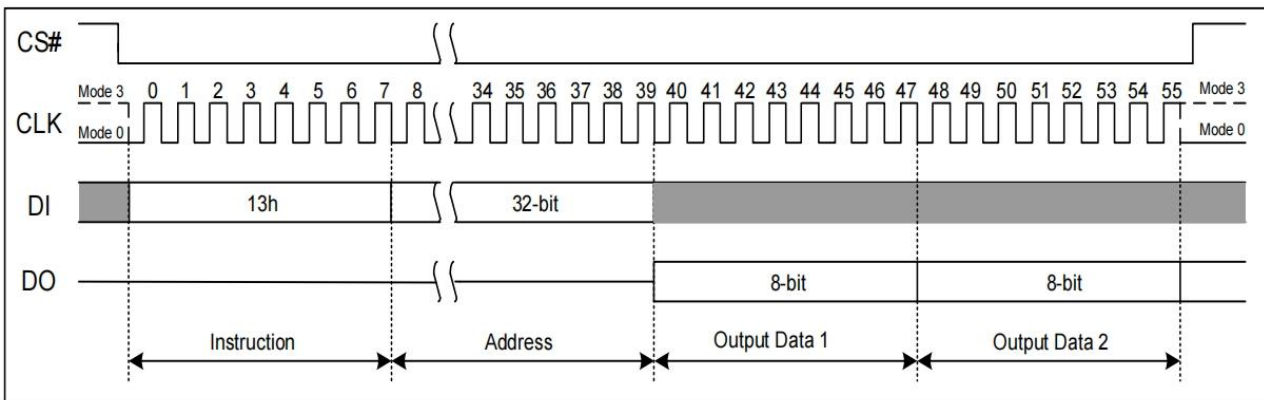 CS#
Mode 3 0 1 2 3 4 5 6 7 8 34 35 36 37 38 39 40 41 42 43 44 45 46 47 48 49 50 51 52 53 54 55 Mode 3
CLK
Mode 0 Mode 0
DI 13h 32-bit
DO 8-bit 8-bit
Instruction Address Output Data 1 Output Data 2